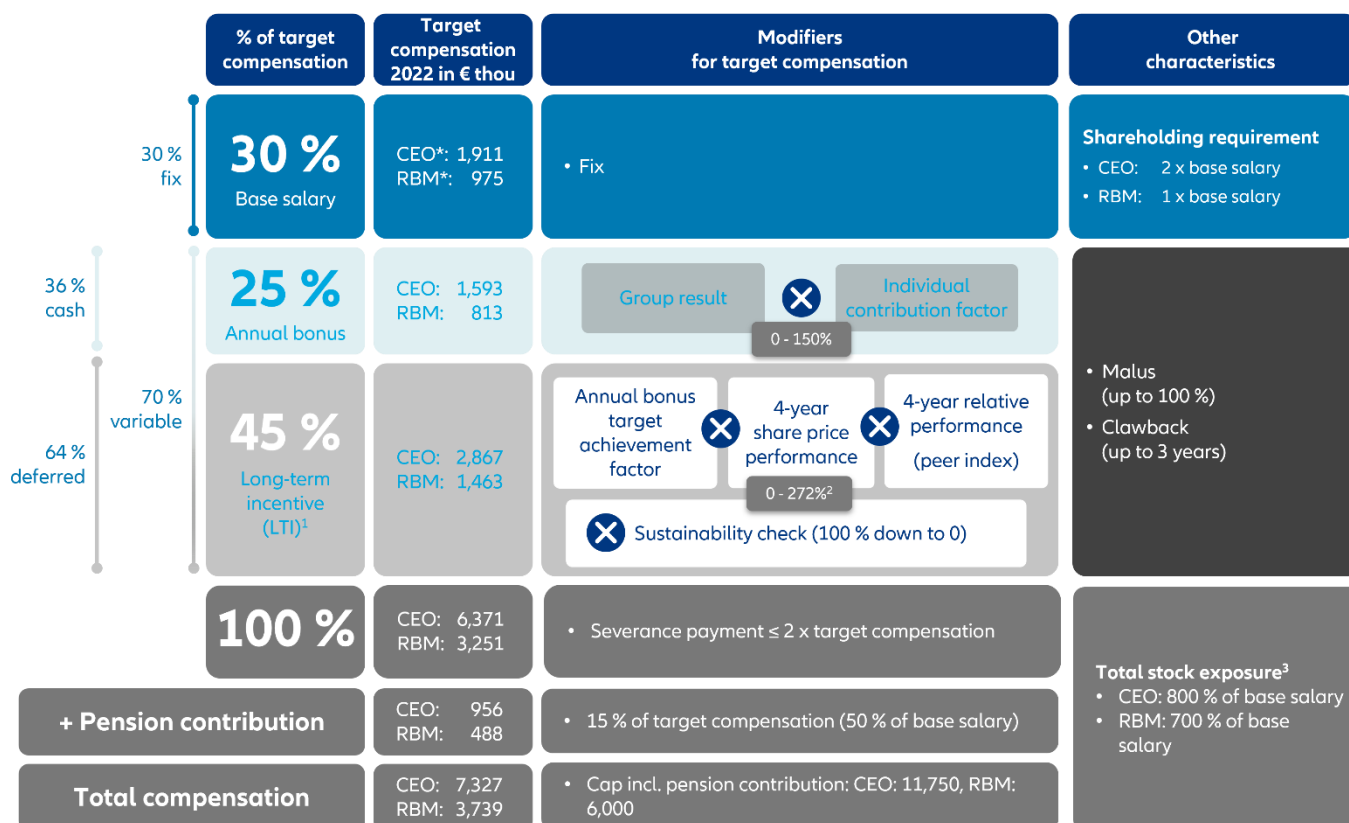 % of target
compensation
Target
compensation
2022 in € thou
Modifiers
for target compensation
Other
characteristics
30 %
fix
30 %
Base salary
CEO*: 1,911
RBM*: 975
• Fix
Shareholding requirement
• CEO: 2 x base salary
• RBM: 1 x base salary
36 %
cash
25 %
Annual bonus
CEO: 1,593
RBM: 813
Group result
Individual
contribution factor
0 - 150%
70 %
variable
64 %
deferred
45 %
Long-term
incentive
(LTI)¹
CEO: 2,867
RBM: 1,463
Annual bonus
target
achievement
factor
4-year
share price
performance
4-year relative
performance
(peer index)
0 - 272%²
Sustainability check (100 % down to 0)
• Malus
(up to 100 %)
• Clawback
(up to 3 years)
100 %
CEO: 6,371
RBM: 3,251
• Severance payment ≤ 2 x target compensation
+ Pension contribution
CEO: 956
RBM: 488
• 15 % of target compensation (50 % of base salary)
Total compensation
CEO: 7,327
RBM: 3,739
• Cap incl. pension contribution: CEO: 11,750, RBM:
6,000
Total stock exposure³
• CEO: 800 % of base salary
• RBM: 700 % of base
salary